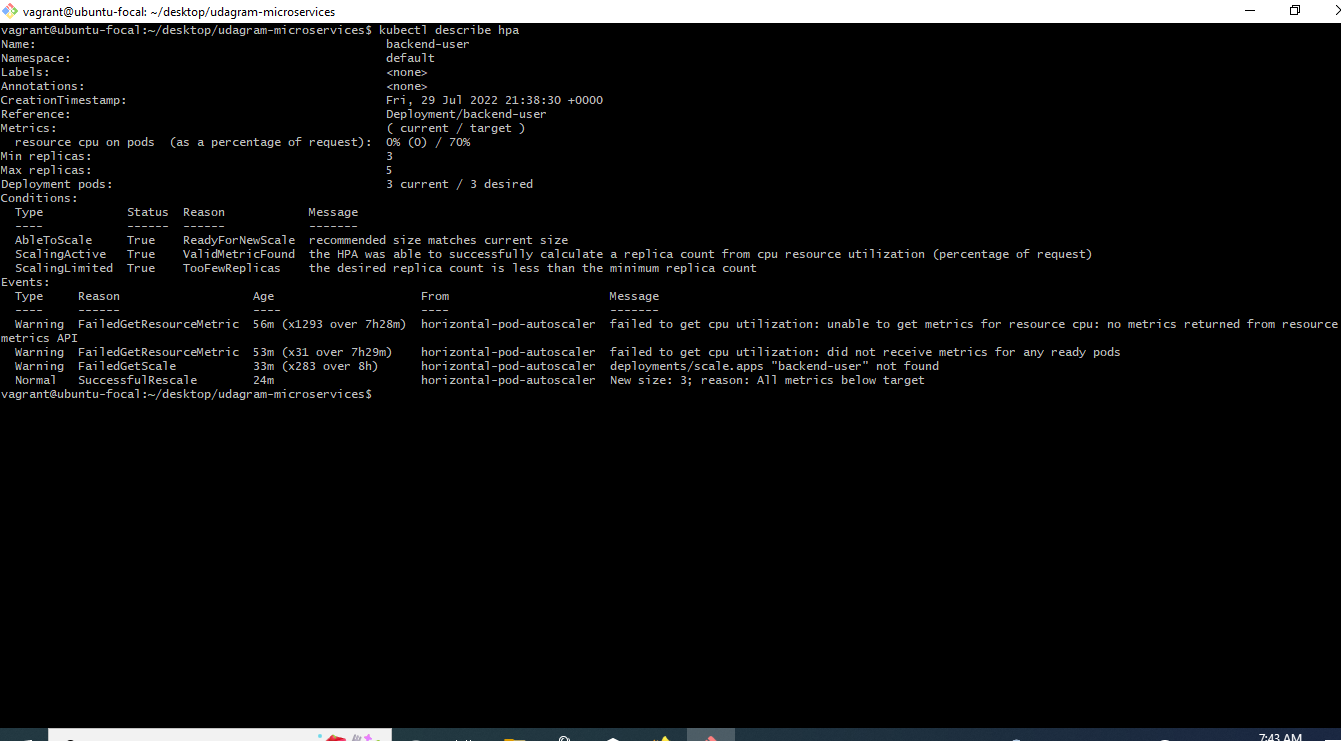 vagrant@ubuntu-focal: ~/desktop/udagram-microservices
vagrant@ubuntu-focal:~/desktop/udagram-microservices$ kubectl describe hpa
Name: backend-user
Namespace: default
Labels: <none>
Annotations: <none>
CreationTimestamp: Fri, 29 Jul 2022 21:38:30 +0000
Reference: Deployment/backend-user
Metrics: ( current / target )
resource cpu on pods (as a percentage of request): 0% (0) / 70%
Min replicas: 3
Max replicas: 5
Deployment pods: 3 current / 3 desired
Conditions:
Type Status Reason Message
---- ------ ------ -------
AbleToScale True ReadyForNewScale recommended size matches current size
ScalingActive True ValidMetricFound the HPA was able to successfully calculate a replica count from cpu resource utilization (percentage of request)
ScalingLimited True TooFewReplicas the desired replica count is less than the minimum replica count
Events:
Type Reason Age From Message
---- ------ ---- ---- -------
Warning FailedGetResourceMetric 56m (x1293 over 7h28m) horizontal-pod-autoscaler failed to get cpu utilization: unable to get metrics for resource cpu: no metrics returned from resource
metrics API
Warning FailedGetResourceMetric 53m (x31 over 7h29m) horizontal-pod-autoscaler failed to get cpu utilization: did not receive metrics for any ready pods
Warning FailedGetScale 33m (x283 over 8h) horizontal-pod-autoscaler deployments/scale.apps "backend-user" not found
Normal SuccessfulRescale 24m horizontal-pod-autoscaler New size: 3; reason: All metrics below target
vagrant@ubuntu-focal:~/desktop/udagram-microservices$
7:43 AM